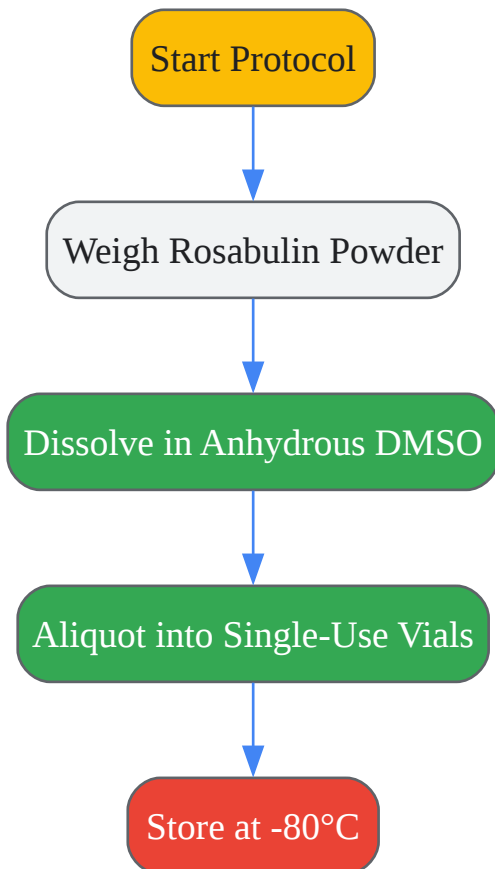 Start Protocol
Weigh Rosabulin Powder
Dissolve in Anhydrous DMSO
Aliquot into Single-Use Vials
Store at -80°C